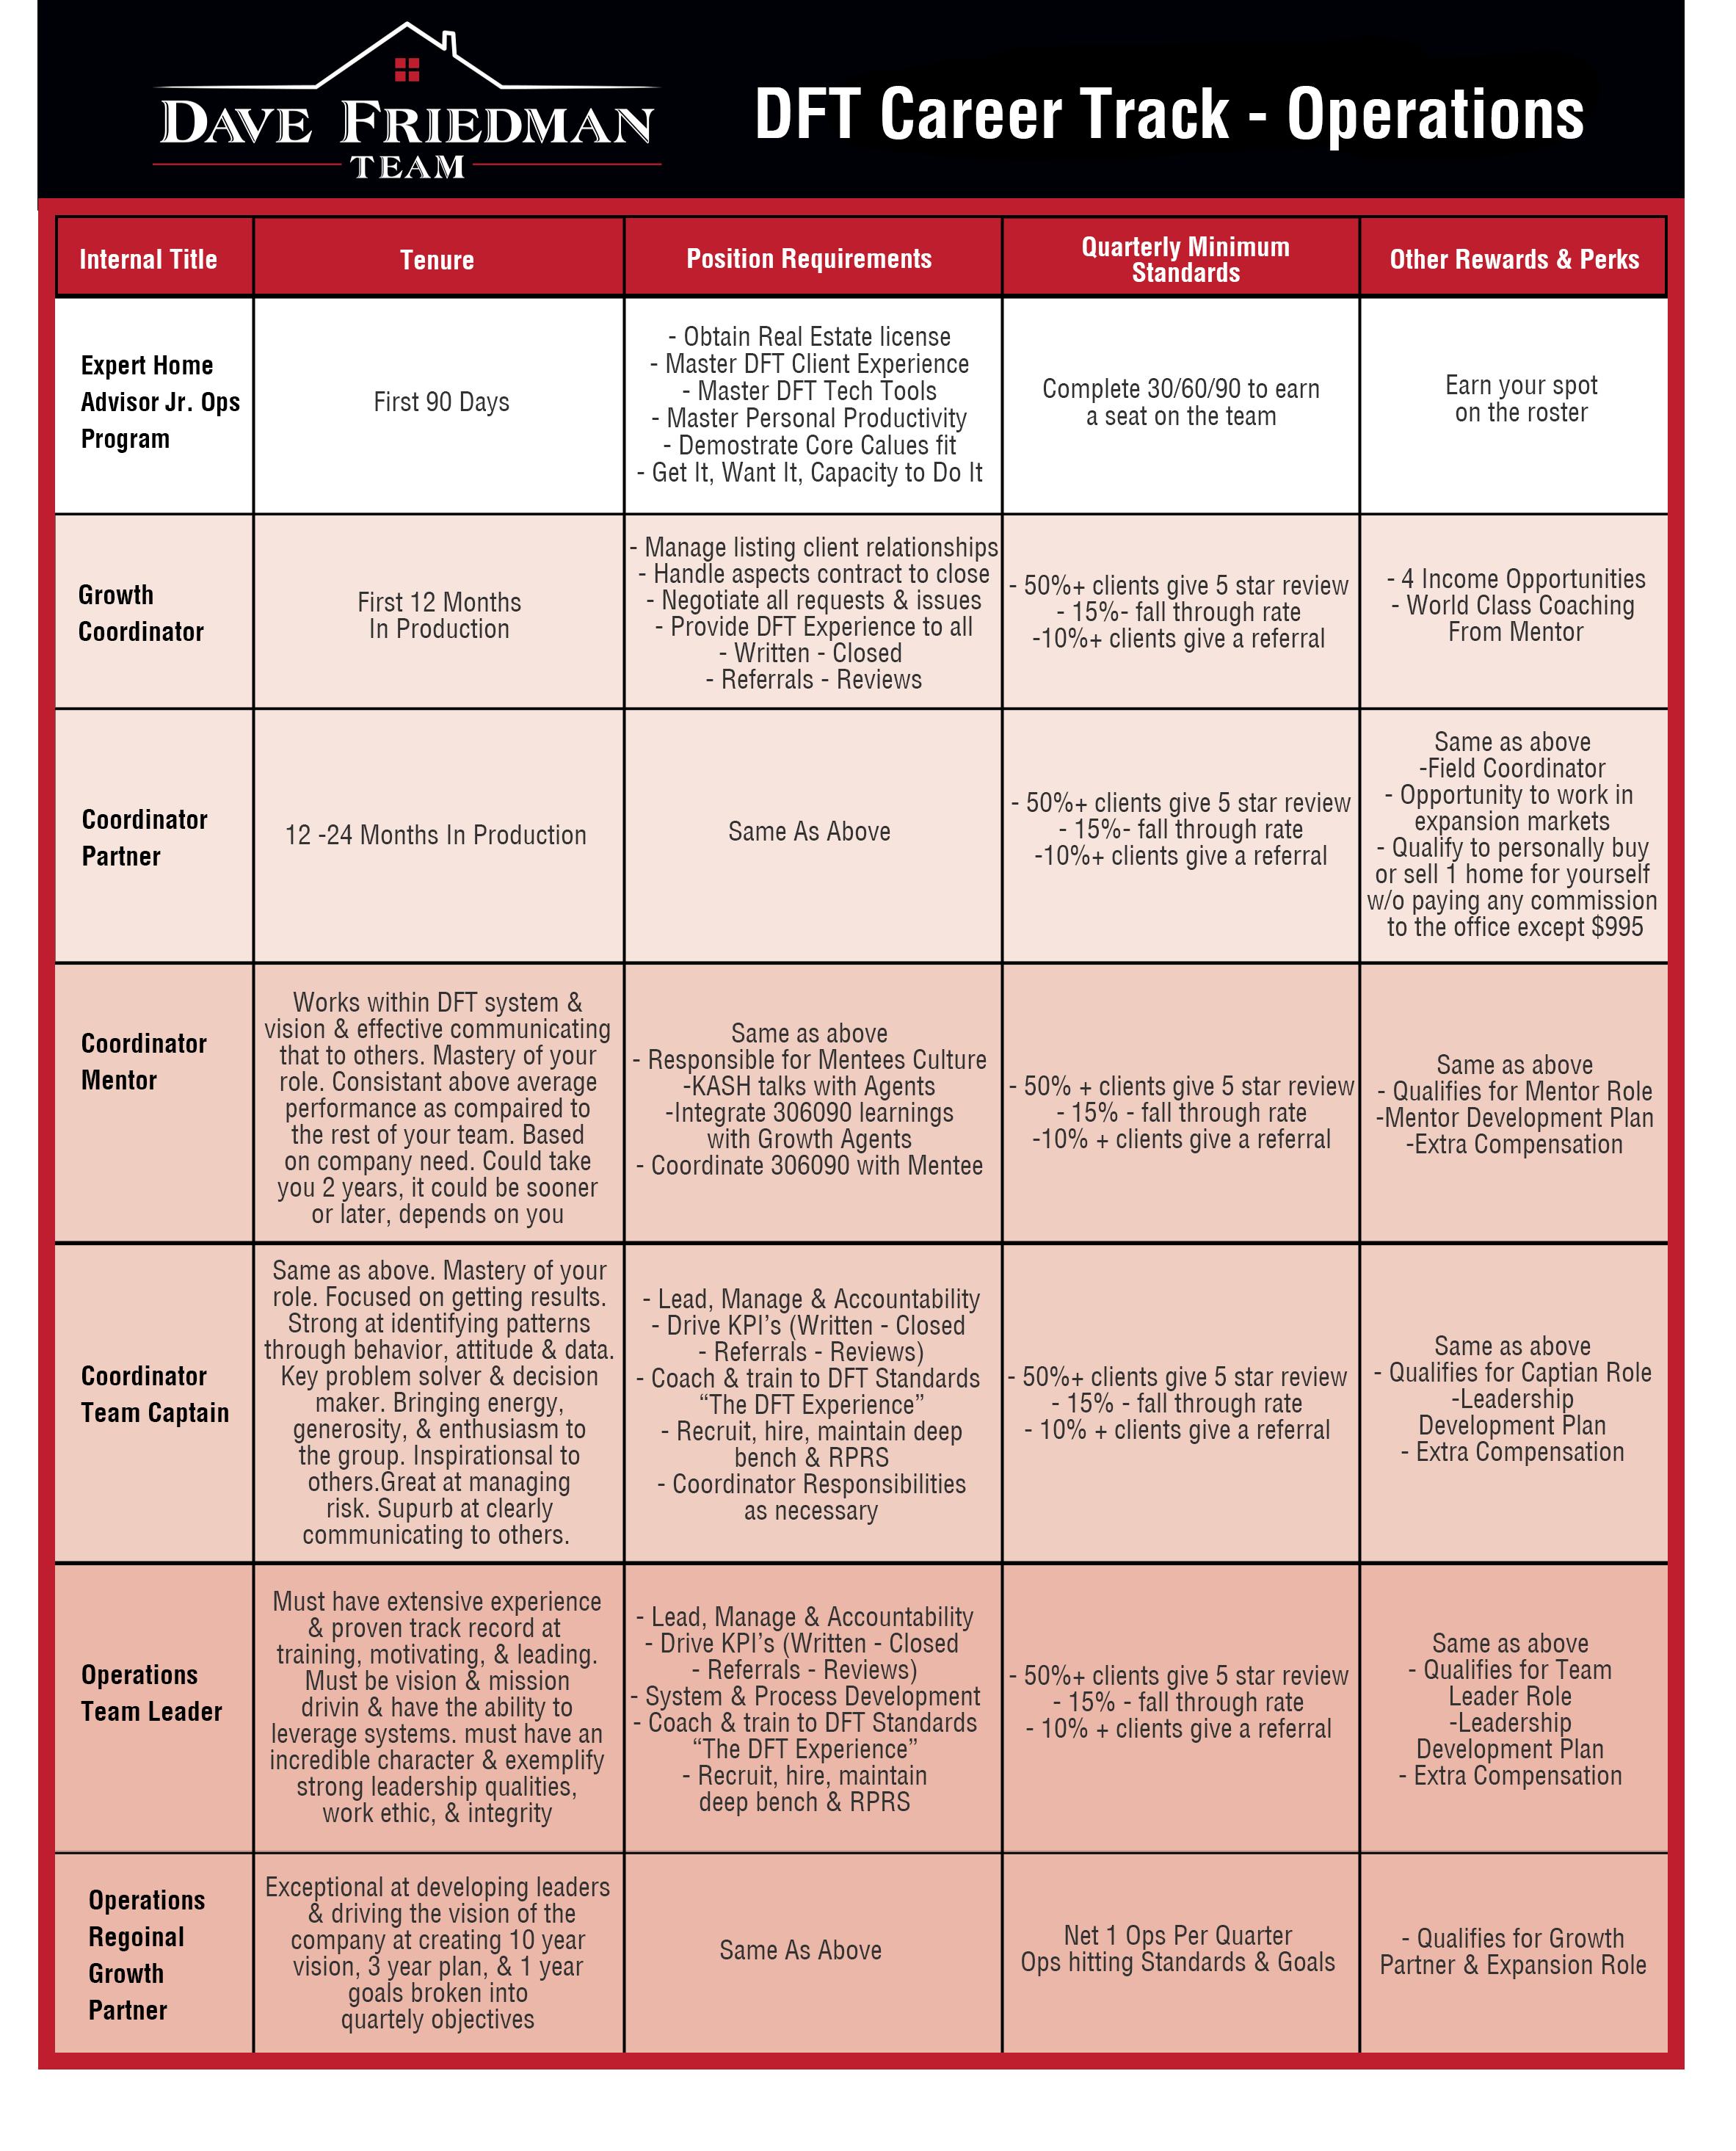 DAVE FRIEDMAN
TEAM
DFT Career Track - Operations
Internal Title
Tenure
Position Requirements
Quarterly Minimum
Standards
Other Rewards & Perks
Expert Home
Advisor Jr. Ops
Program
First 90 Days
- Obtain Real Estate license
- Master DFT Client Experience
- Master DFT Tech Tools
- Master Personal Productivity
- Demostrate Core Calues fit
- Get It, Want It, Capacity to Do It
Complete 30/60/90 to earn
a seat on the team
Earn your spot
on the roster
Growth
Coordinator
First 12 Months
In Production
- Manage listing client relationships
- Handle aspects contract to close
- Negotiate all requests & issues
- Provide DFT Experience to all
- Written - Closed
- Referrals - Reviews
- 50%+ clients give 5 star review
- 15%- fall through rate
-10%+ clients give a referral
- 4 Income Opportunities
- World Class Coaching
From Mentor
Coordinator
Partner
12 -24 Months In Production
Same As Above
- 50%+ clients give 5 star review
- 15%- fall through rate
-10%+ clients give a referral
Same as above
-Field Coordinator
- Opportunity to work in
expansion markets
- Qualify to personally buy
or sell 1 home for yourself
w/o paying any commission
to the office except $995
Coordinator
Mentor
Works within DFT system &
vision & effective communicating
that to others. Mastery of your
role. Consistant above average
performance as compaired to
the rest of your team. Based
on company need. Could take
you 2 years, it could be sooner
or later, depends on you
Same as above
- Responsible for Mentees Culture
-KASH talks with Agents
-Integrate 306090 learnings
with Growth Agents
- Coordinate 306090 with Mentee
- 50% + clients give 5 star review
- 15% - fall through rate
-10% + clients give a referral
Same as above
- Qualifies for Mentor Role
-Mentor Development Plan
-Extra Compensation
Coordinator
Team Captain
Same as above. Mastery of your
role. Focused on getting results.
Strong at identifying patterns
through behavior, attitude & data.
Key problem solver & decision
maker. Bringing energy,
generosity, & enthusiasm to
the group. Inspirationsal to
others.Great at managing
risk. Supurb at clearly
communicating to others.
- Lead, Manage & Accountability
- Drive KPI’s (Written - Closed
- Referrals - Reviews)
- Coach & train to DFT Standards
“The DFT Experience”
- Recruit, hire, maintain deep
bench & RPRS
- Coordinator Responsibilities
as necessary
- 50%+ clients give 5 star review
- 15% - fall through rate
- 10% + clients give a referral
Same as above
- Qualifies for Captian Role
-Leadership
Development Plan
- Extra Compensation
Operations
Team Leader
Must have extensive experience
& proven track record at
training, motivating, & leading.
Must be vision & mission
drivin & have the ability to
leverage systems. must have an
incredible character & exemplify
strong leadership qualities,
work ethic, & integrity
- Lead, Manage & Accountability
- Drive KPI’s (Written - Closed
- Referrals - Reviews)
- System & Process Development
- Coach & train to DFT Standards
“The DFT Experience”
- Recruit, hire, maintain
deep bench & RPRS
- 50%+ clients give 5 star review
- 15% - fall through rate
- 10% + clients give a referral
Same as above
- Qualifies for Team
Leader Role
-Leadership
Development Plan
- Extra Compensation
Operations
Regoinal
Growth
Partner
Exceptional at developing leaders
& driving the vision of the
company at creating 10 year
vision, 3 year plan, & 1 year
goals broken into
quartely objectives
Same As Above
Net 1 Ops Per Quarter
Ops hitting Standards & Goals
- Qualifies for Growth
Partner & Expansion Role